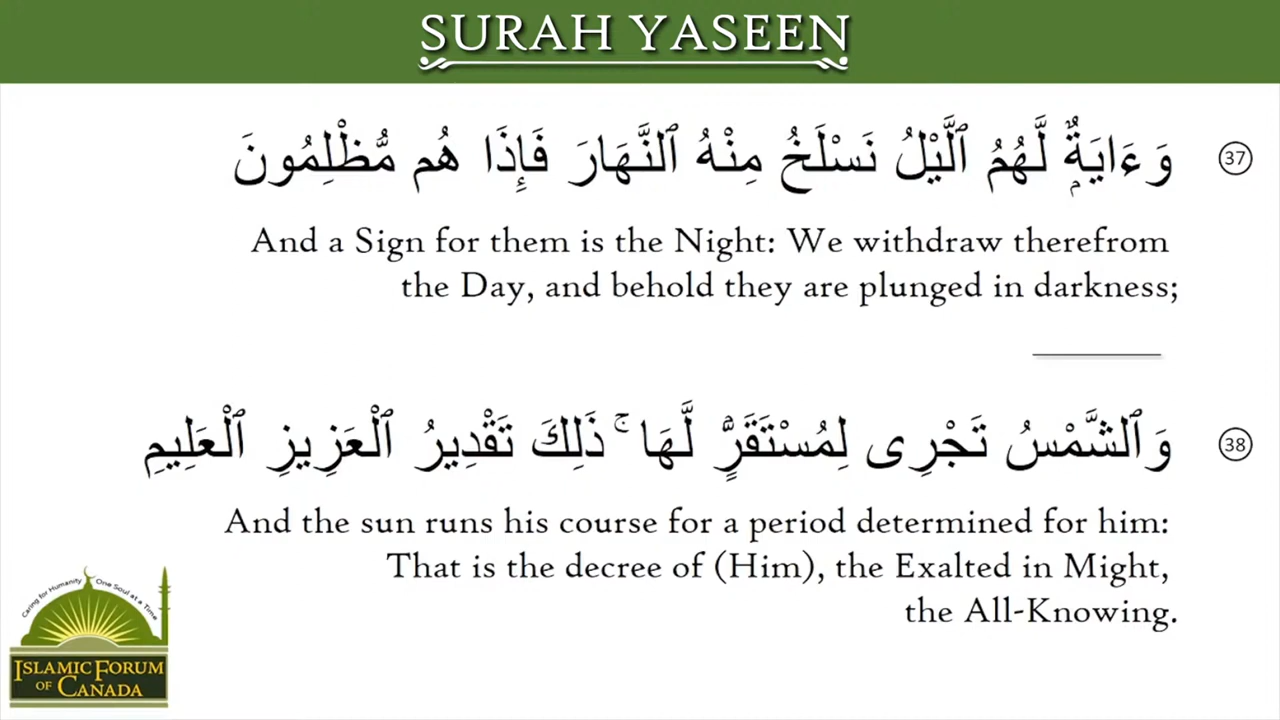 SURAH YASEEN
وَءَايَةٌۭ لَّهُمُ ٱلَّيْلُ نَسْلَخُ مِنْهُ ٱلنَّهَارَ فَإِذَا هُم مُّظْلِمُونَ 37
And a Sign for them is the Night: We withdraw therefrom
the Day, and behold they are plunged in darkness;
وَٱلشَّمْسُ تَجْرِى لِمُسْتَقَرٍّۢ لَّهَا ۚ ذَٰلِكَ تَقْدِيرُ ٱلْعَزِيزِ ٱلْعَلِيمِ 38
And the sun runs his course for a period determined for him:
That is the decree of (Him), the Exalted in Might,
the All-Knowing.
Caring for Humanity One Soul at a Time
ISLAMIC FORUM
OF CANADA